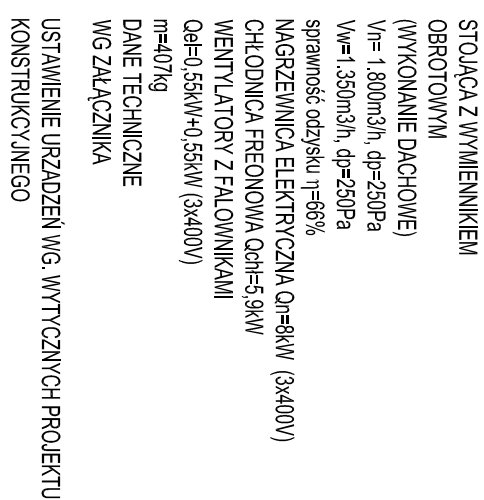 STOJĄCA Z WYMIENNIKIEM
OBROTOWYM
(WYKONANIE DACHOWE)
Vn= 1.800m3/h, dp=250Pa
Vw=1.350m3/h, dp=250Pa
sprawność odzysku η=66%
NAGRZEWNICA ELEKTRYCZNA Qn=8kW (3x400V)
CHŁODNICA FREONOWA Qchł=5,9kW
WENTYLATORY Z FALOWNIKAMI
Qel=0,55kW+0,55kW (3x400V)
m=407kg
DANE TECHNICZNE
WG ZAŁĄCZNIKA
USTAWIENIE URZADZEŃ WG. WYTYCZNYCH PROJEKTU
KONSTRUKCYJNEGO